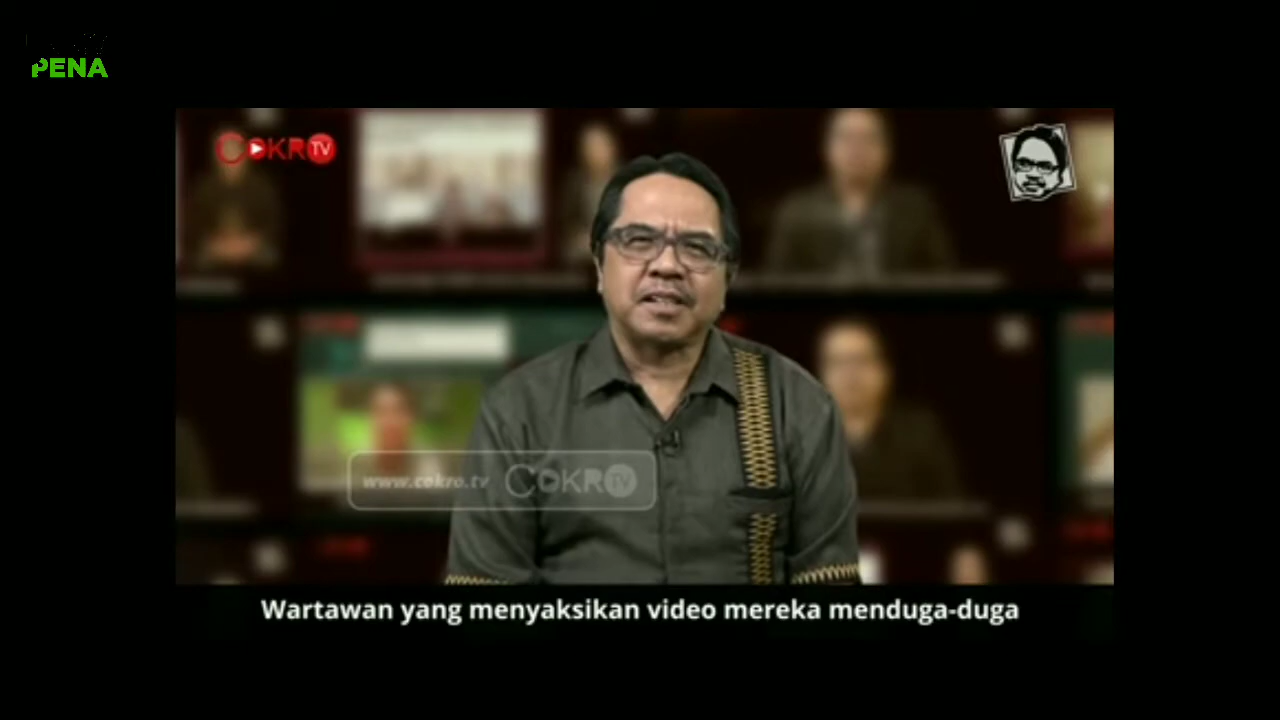 PENA
COKRO TV
www.cokro.tv COKRO TV
Wartawan yang menyaksikan video mereka menduga-duga